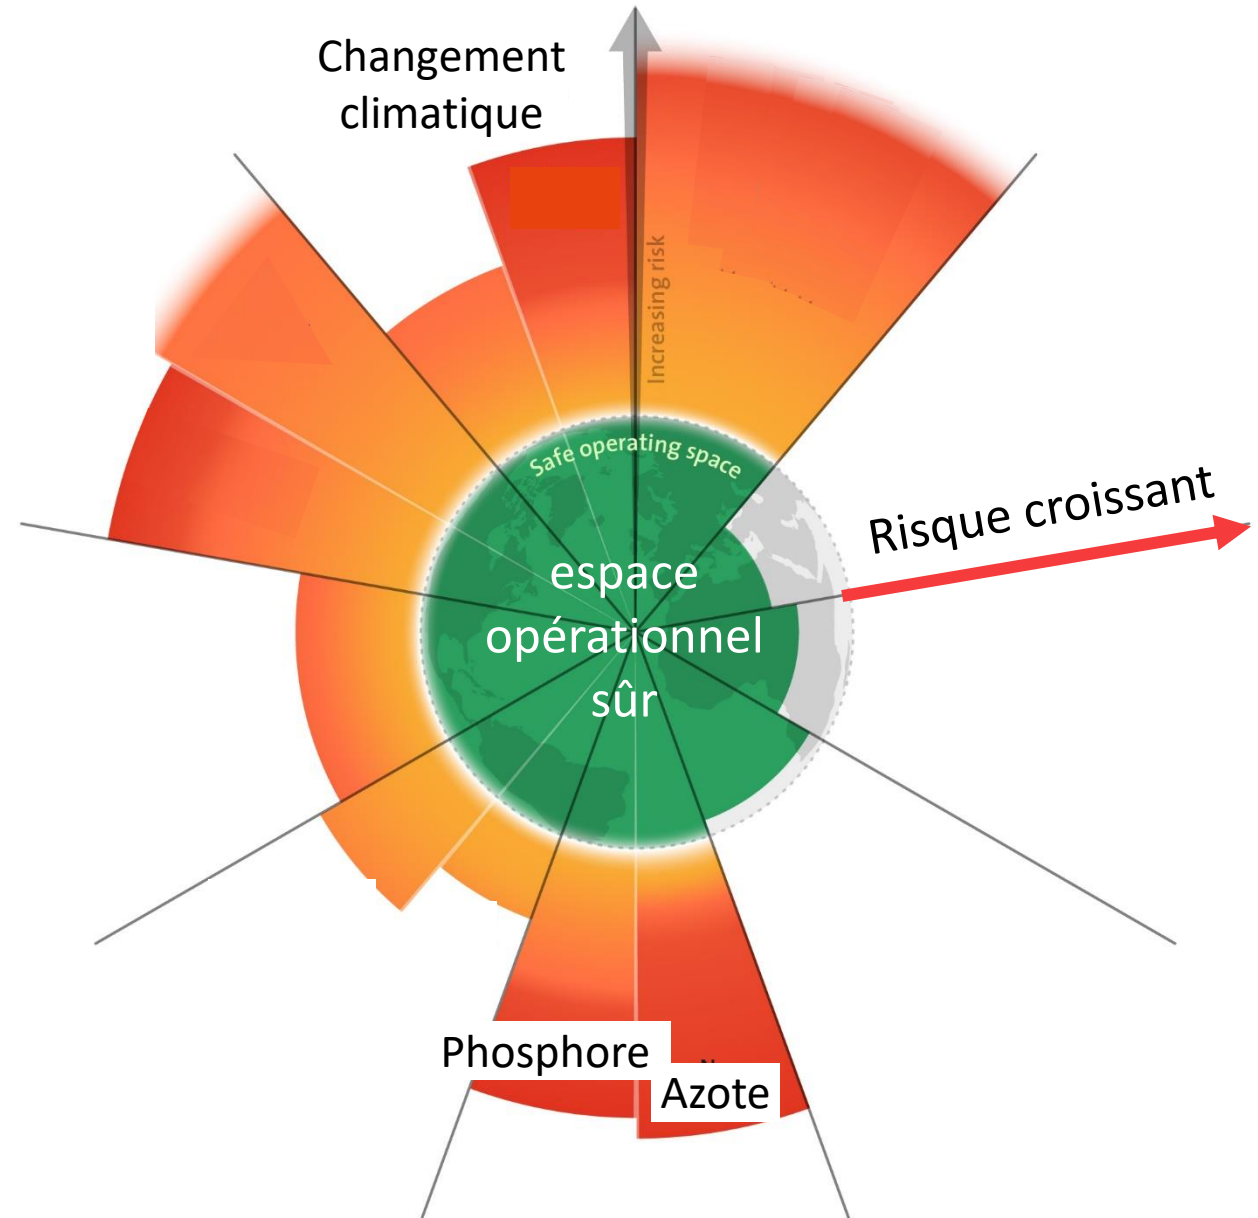 Changement
climatique
Increasing risk
Safe operating space
Risque croissant
espace
opérationnel
sûr
Phosphore
Azote